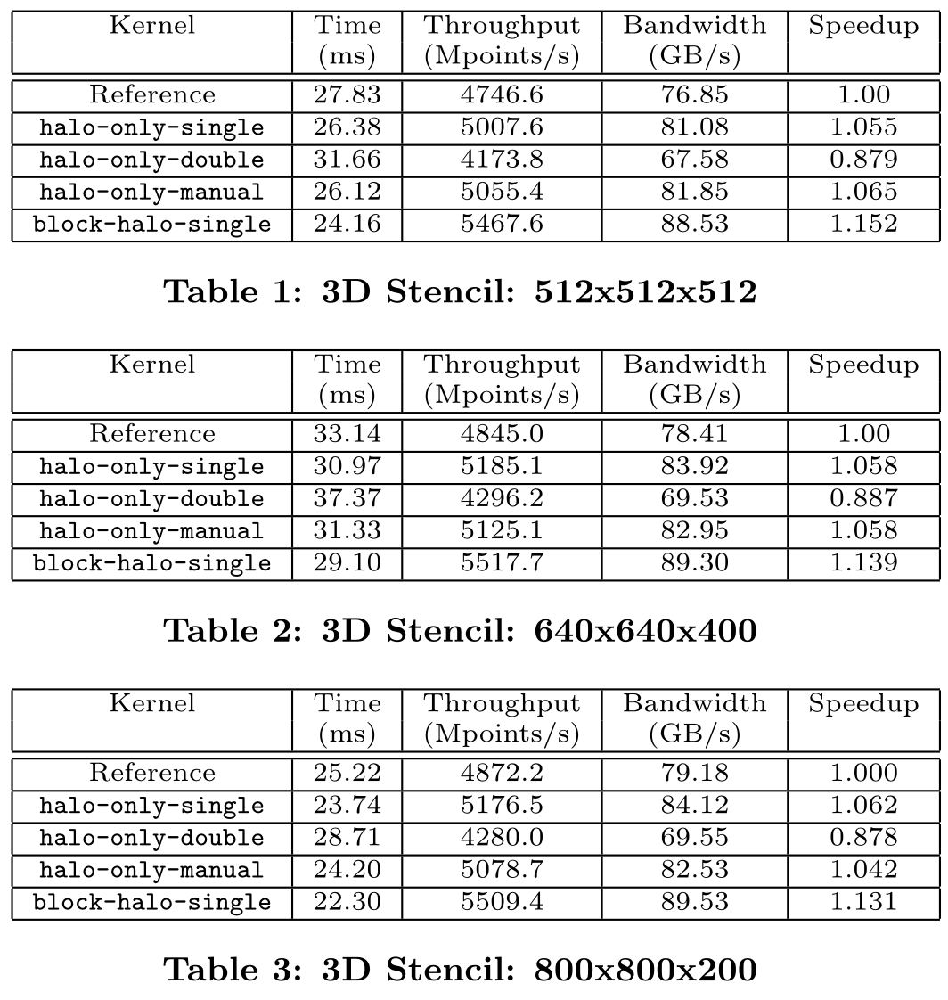 Kernel Time Throughput Bandwidth Speedup
(ms) (Mpoints/s) (GB/s)
Reference 27.83 4746.6 76.85 1.00
halo-only-single 26.38 5007.6 81.08 1.055
halo-only-double 31.66 4173.8 67.58 0.879
halo-only-manual 26.12 5055.4 81.85 1.065
block-halo-single 24.16 5467.6 88.53 1.152
Table 1: 3D Stencil: 512x512x512
Kernel Time Throughput Bandwidth Speedup
(ms) (Mpoints/s) (GB/s)
Reference 33.14 4845.0 78.41 1.00
halo-only-single 30.97 5185.1 83.92 1.058
halo-only-double 37.37 4296.2 69.53 0.887
halo-only-manual 31.33 5125.1 82.95 1.058
block-halo-single 29.10 5517.7 89.30 1.139
Table 2: 3D Stencil: 640x640x400
Kernel Time Throughput Bandwidth Speedup
(ms) (Mpoints/s) (GB/s)
Reference 25.22 4872.2 79.18 1.000
halo-only-single 23.74 5176.5 84.12 1.062
halo-only-double 28.71 4280.0 69.55 0.878
halo-only-manual 24.20 5078.7 82.53 1.042
block-halo-single 22.30 5509.4 89.53 1.131
Table 3: 3D Stencil: 800x800x200